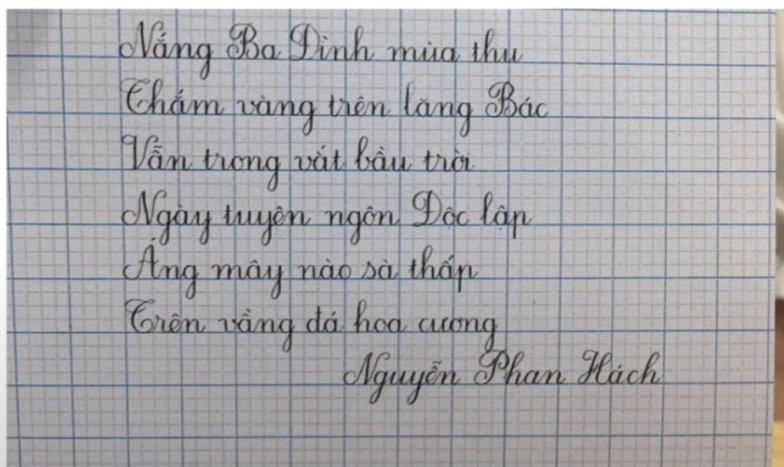 Nắng Ba Đình mùa thu
Thắm vàng trên lăng Bác
Vẫn trong vắt bầu trời
Ngày tuyên ngôn Độc lập
Áng mây nào sà thấp
Trên vầng đá hoa cương
Nguyễn Phan Hách